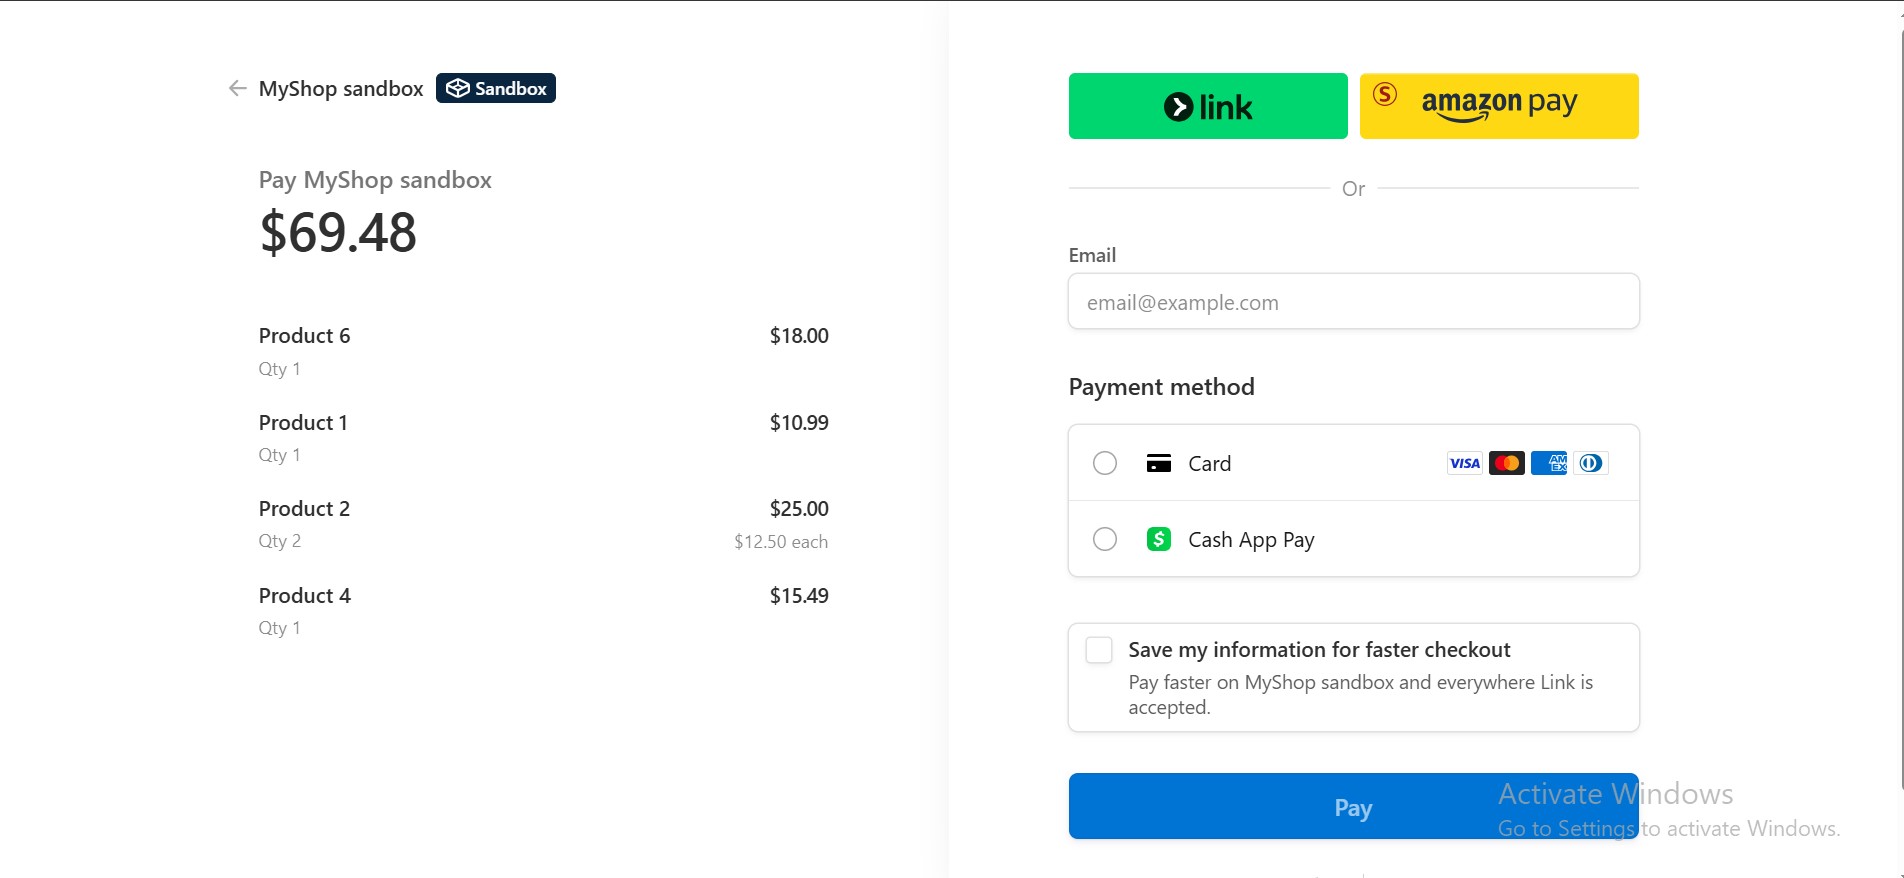 MyShop sandbox Sandbox
Pay MyShop sandbox
$69.48
Product 6 $18.00
Qty 1
Product 1 $10.99
Qty 1
Product 2 $25.00
Qty 2 $12.50 each
Product 4 $15.49
Qty 1
link
S amazon pay
Or
Email
email@example.com
Payment method
Card VISA AM EX
Cash App Pay
Save my information for faster checkout
Pay faster on MyShop sandbox and everywhere Link is
accepted.
Pay
Activate Windows
Go to Settings to activate Windows.